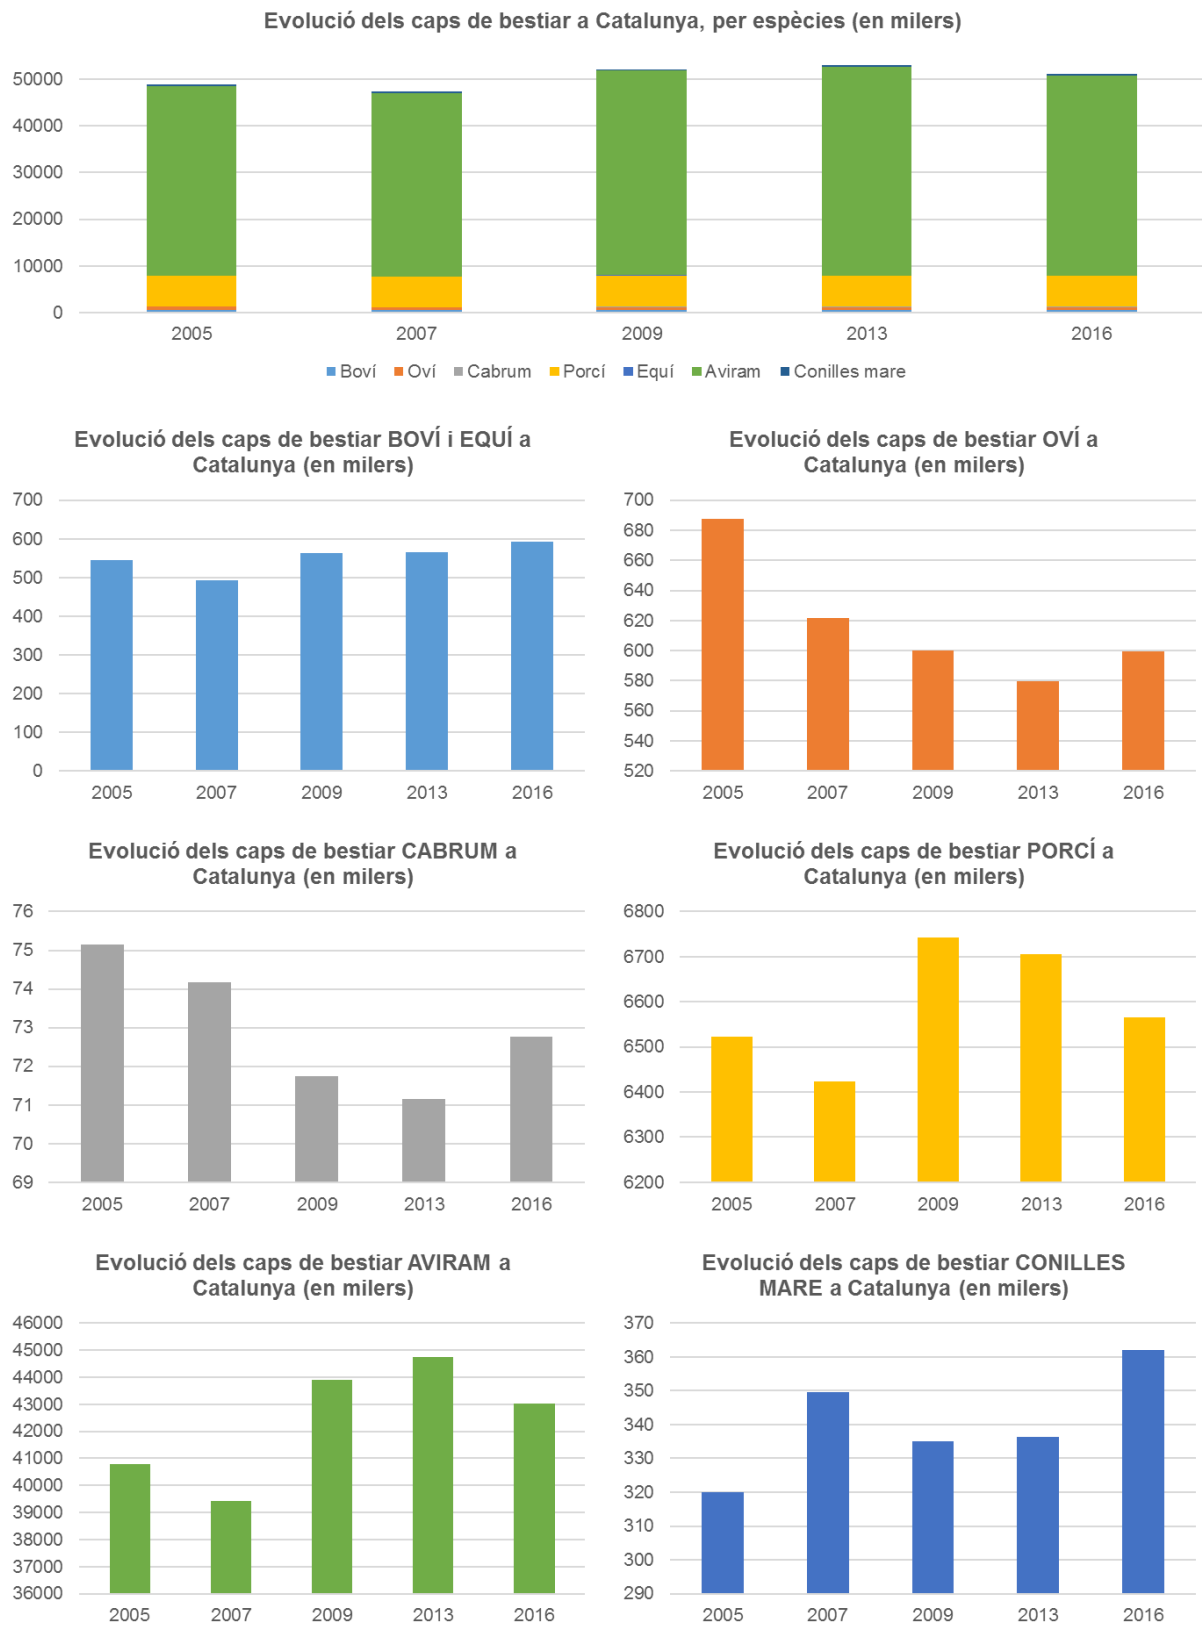 Evolució dels caps de bestiar a Catalunya, per espècies (en milers)
50000
40000
30000
20000
10000
0
2005 2007 2009 2013 2016
Boví Oví Cabrum Porcí Equí Aviram Conilles mare
Evolució dels caps de bestiar BOVÍ i EQUÍ a
Catalunya (en milers)
700
600
500
400
300
200
100
0
2005 2007 2009 2013 2016
Evolució dels caps de bestiar OVÍ a
Catalunya (en milers)
700
680
660
640
620
600
580
560
540
520
2005 2007 2009 2013 2016
Evolució dels caps de bestiar CABRUM a
Catalunya (en milers)
76
75
74
73
72
71
70
69
2005 2007 2009 2013 2016
Evolució dels caps de bestiar PORCÍ a
Catalunya (en milers)
6800
6700
6600
6500
6400
6300
6200
2005 2007 2009 2013 2016
Evolució dels caps de bestiar AVIRAM a
Catalunya (en milers)
46000
45000
44000
43000
42000
41000
40000
39000
38000
37000
36000
2005 2007 2009 2013 2016
Evolució dels caps de bestiar CONILLES
MARE a Catalunya (en milers)
370
360
350
340
330
320
310
300
290
2005 2007 2009 2013 2016